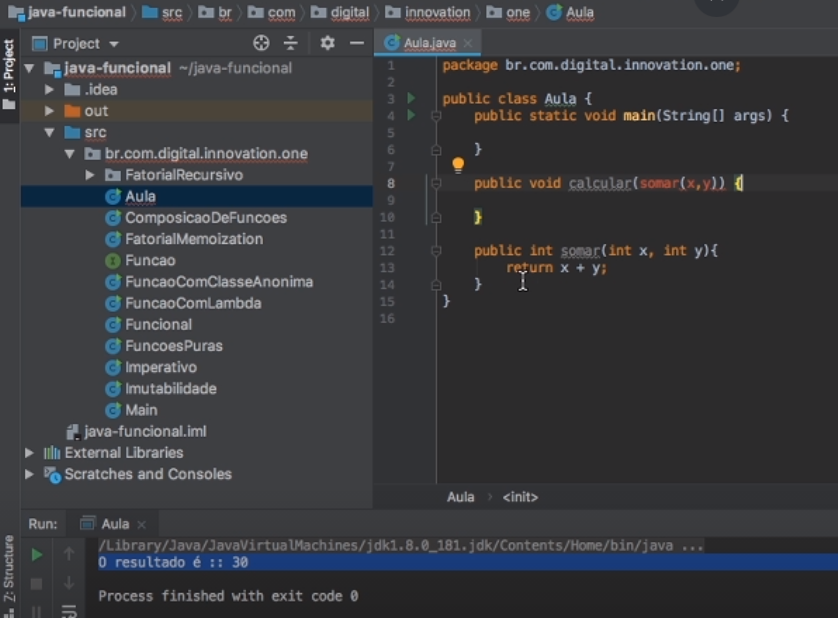 java-funcional src br com digital innovation one Aula
1: Project
Project
Aula.java
java-funcional ~/java-funcional
.idea
out
src
br.com.digital.innovation.one
FatorialRecursivo
Aula
ComposicaoDeFuncoes
FatorialMemoization
Funcao
FuncaoComClasseAnonima
FuncaoComLambda
Funcional
FuncoesPuras
Imperativo
Imutabilidade
Main
java-funcional.iml
External Libraries
Scratches and Consoles
1 package br.com.digital.innovation.one;
2
3 public class Aula {
4 public static void main(String[] args) {
5
6 }
7
8 public void calcular(somar(x,y)) {
9
10 }
11
12 public int somar(int x, int y){
13 return x + y;
14 }
15 }
16
Aula > <init>
Run: Aula
Z: Structure
/Library/Java/JavaVirtualMachines/jdk1.8.0_181.jdk/Contents/Home/bin/java ...
O resultado é :: 30
Process finished with exit code 0